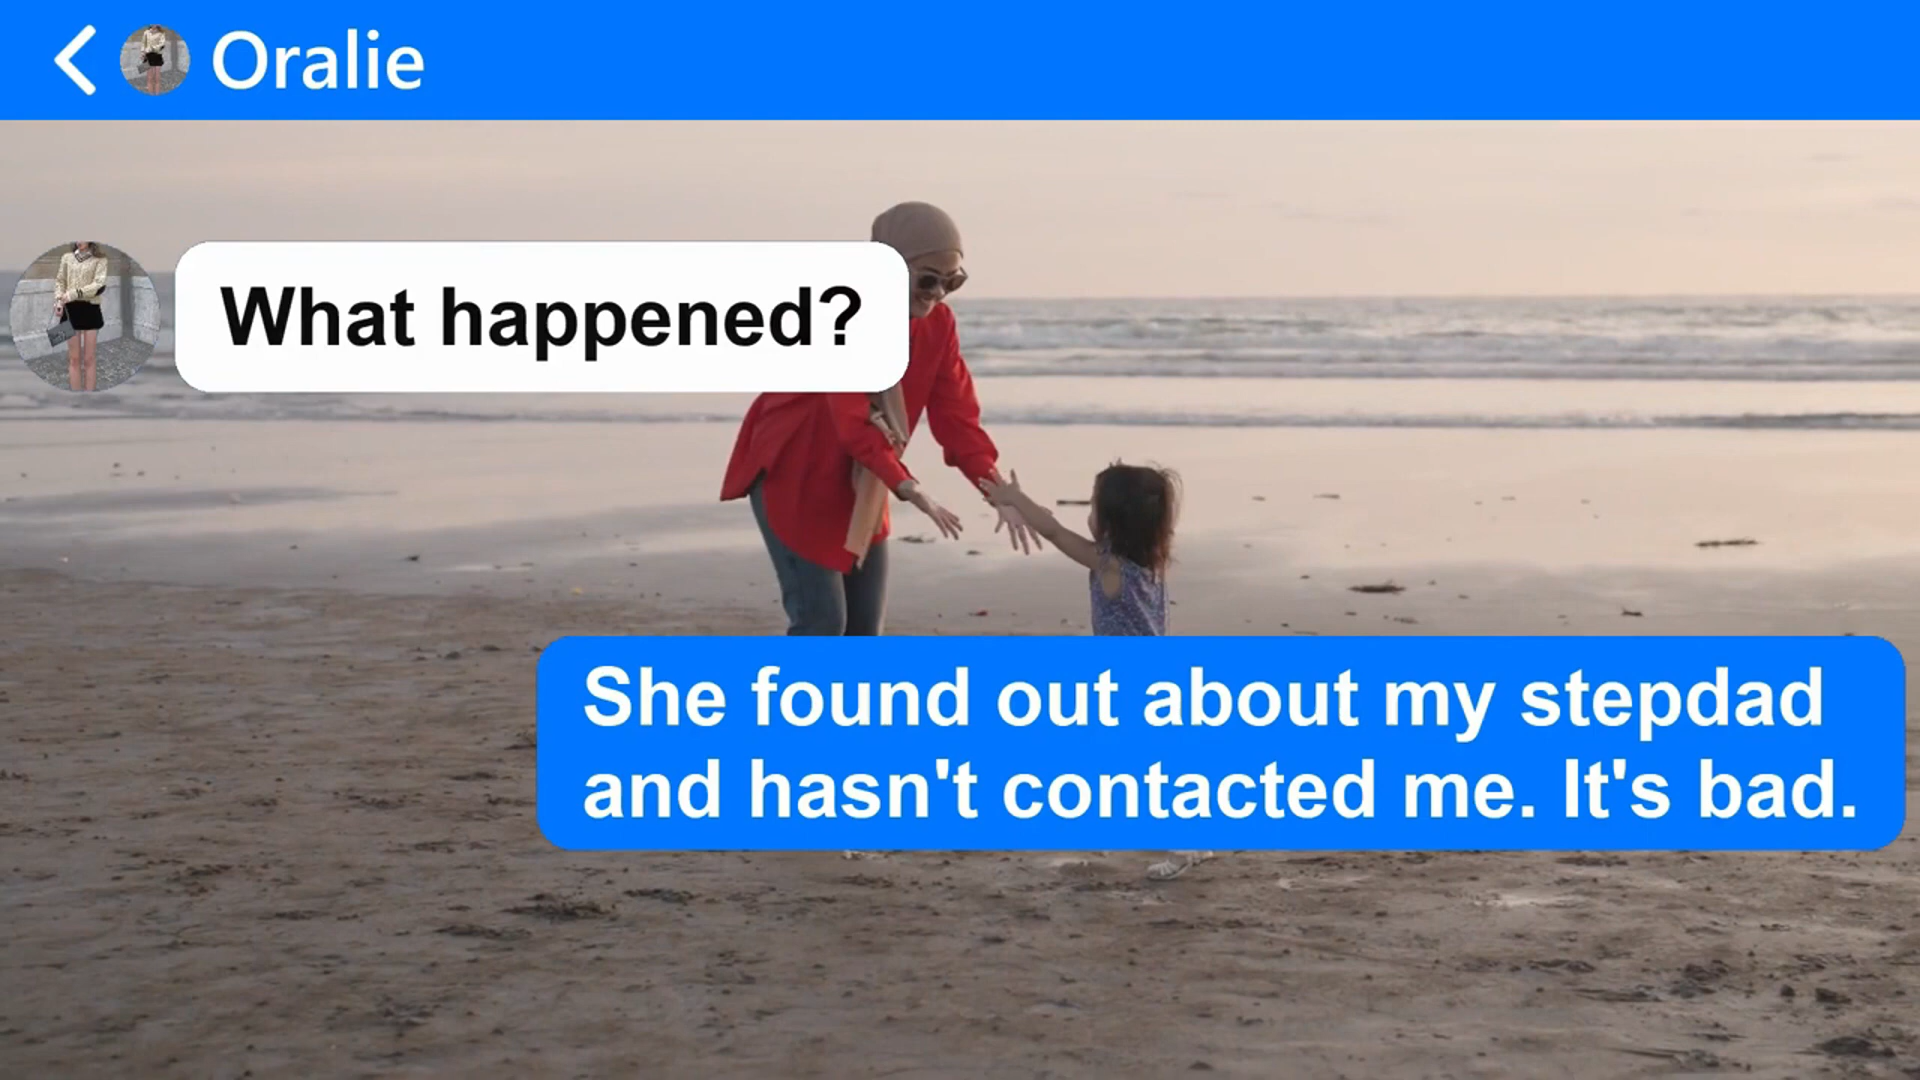 Oralie
What happened?
She found out about my stepdad
and hasn't contacted me. It's bad.